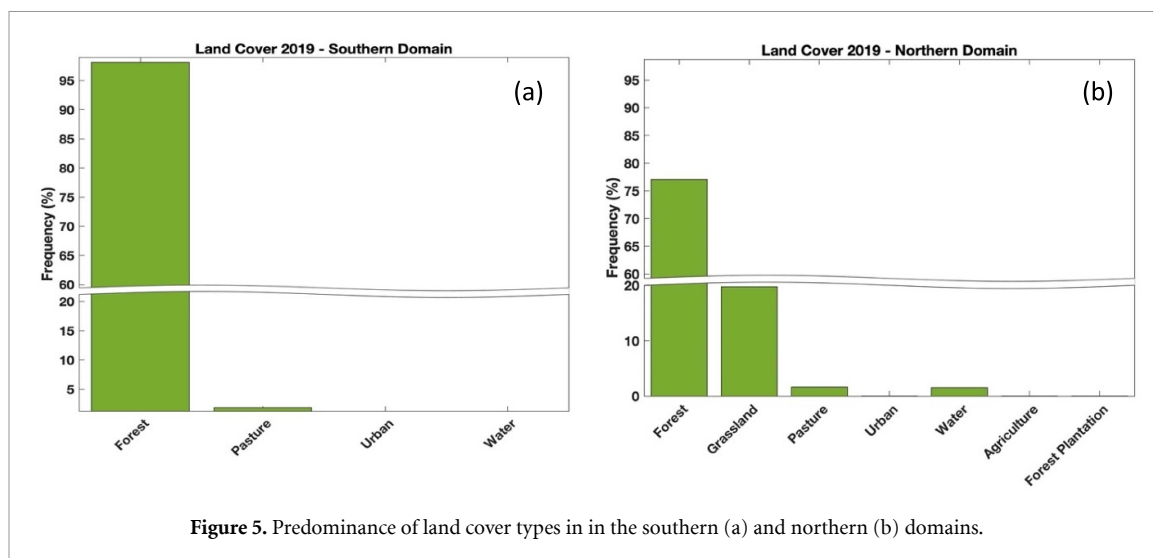 Land Cover 2019 - Southern Domain
(a)
Frequency (%)
95
90
85
80
75
70
65
60
20
15
10
5
Forest
Pasture
Urban
Water
Land Cover 2019 - Northern Domain
(b)
Frequency (%)
95
90
85
80
75
70
65
60
20
10
0
Forest
Grassland
Pasture
Urban
Water
Agriculture
Forest Plantation
Figure 5. Predominance of land cover types in in the southern (a) and northern (b) domains.